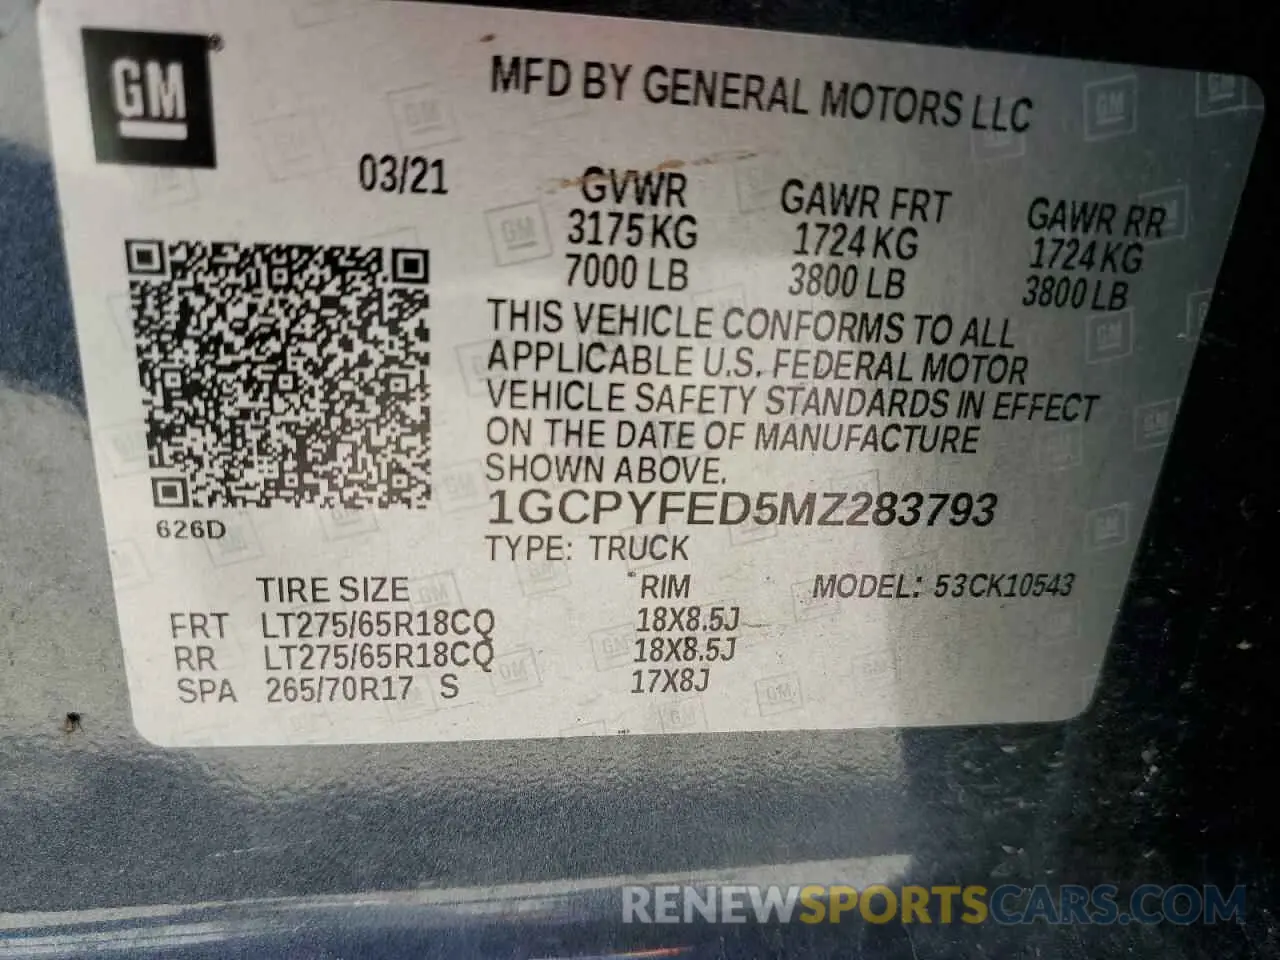 GM®
MFD BY GENERAL MOTORS LLC
03/21
GVWR GAWR FRT GAWR RR
3175 KG 1724 KG 1724 KG
7000 LB 3800 LB 3800 LB
THIS VEHICLE CONFORMS TO ALL
APPLICABLE U.S. FEDERAL MOTOR
VEHICLE SAFETY STANDARDS IN EFFECT
ON THE DATE OF MANUFACTURE
SHOWN ABOVE.
626D
1GCPYFED5MZ283793
TYPE: TRUCK
TIRE SIZE RIM MODEL: 53CK10543
FRT LT275/65R18CQ 18X8.5J
RR LT275/65R18CQ 18X8.5J
SPA 265/70R17 S 17X8J
RENEWSPORTSCARS.COM